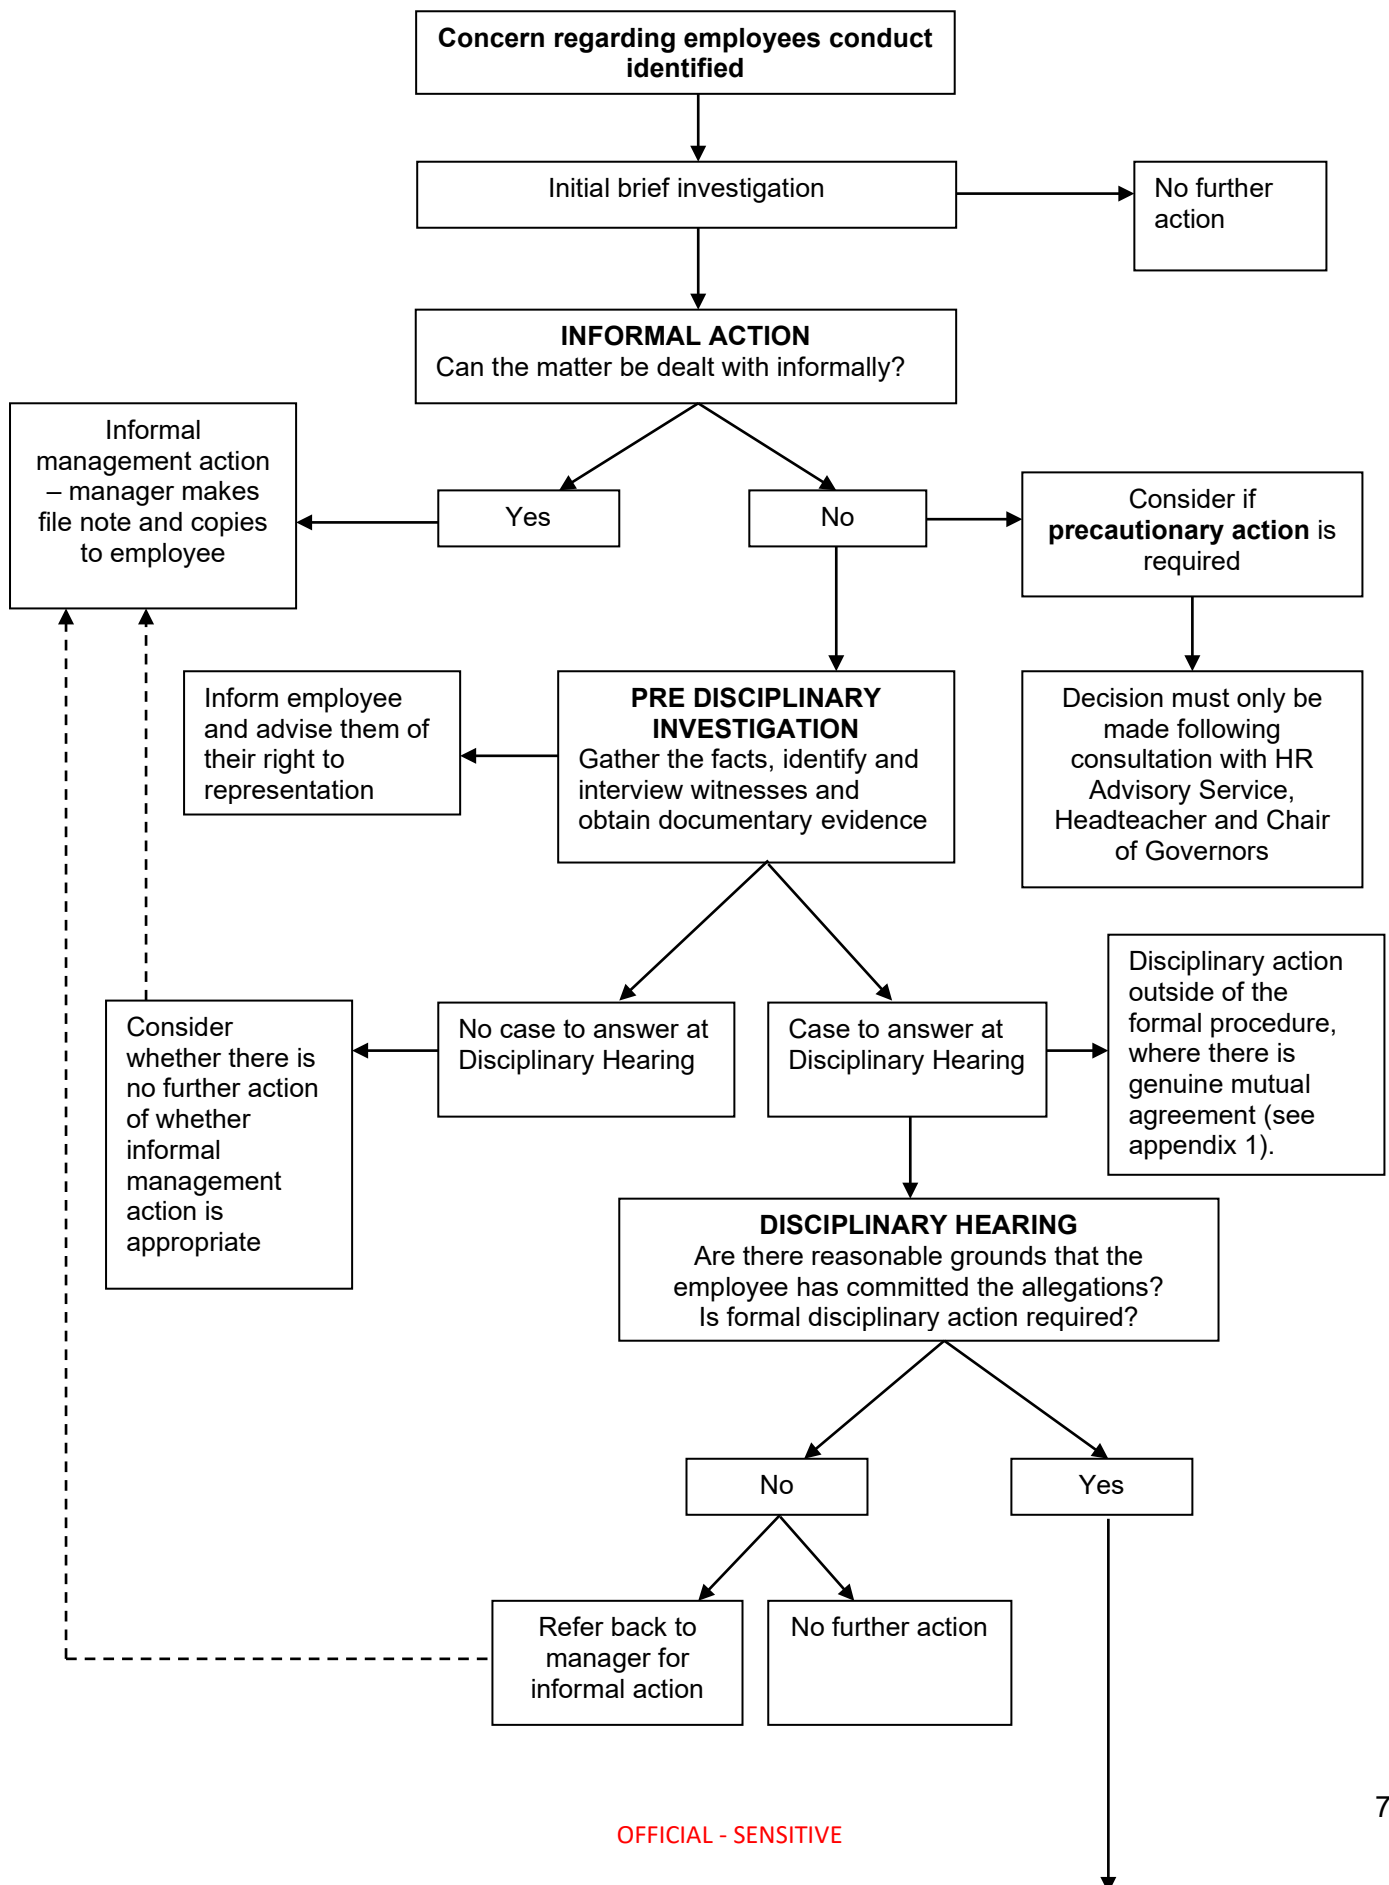 Concern regarding employees conduct
identified
Initial brief investigation
No further
action
INFORMAL ACTION
Can the matter be dealt with informally?
Informal
management action
– manager makes
file note and copies
to employee
Yes
No
Consider if
precautionary action is
required
Inform employee
and advise them of
their right to
representation
PRE DISCIPLINARY
INVESTIGATION
Gather the facts, identify and
interview witnesses and
obtain documentary evidence
Decision must only be
made following
consultation with HR
Advisory Service,
Headteacher and Chair
of Governors
Consider
whether there is
no further action
of whether
informal
management
action is
appropriate
No case to answer at
Disciplinary Hearing
Case to answer at
Disciplinary Hearing
Disciplinary action
outside of the
formal procedure,
where there is
genuine mutual
agreement (see
appendix 1).
DISCIPLINARY HEARING
Are there reasonable grounds that the
employee has committed the allegations?
Is formal disciplinary action required?
No
Yes
Refer back to
manager for
informal action
No further action
7
OFFICIAL - SENSITIVE